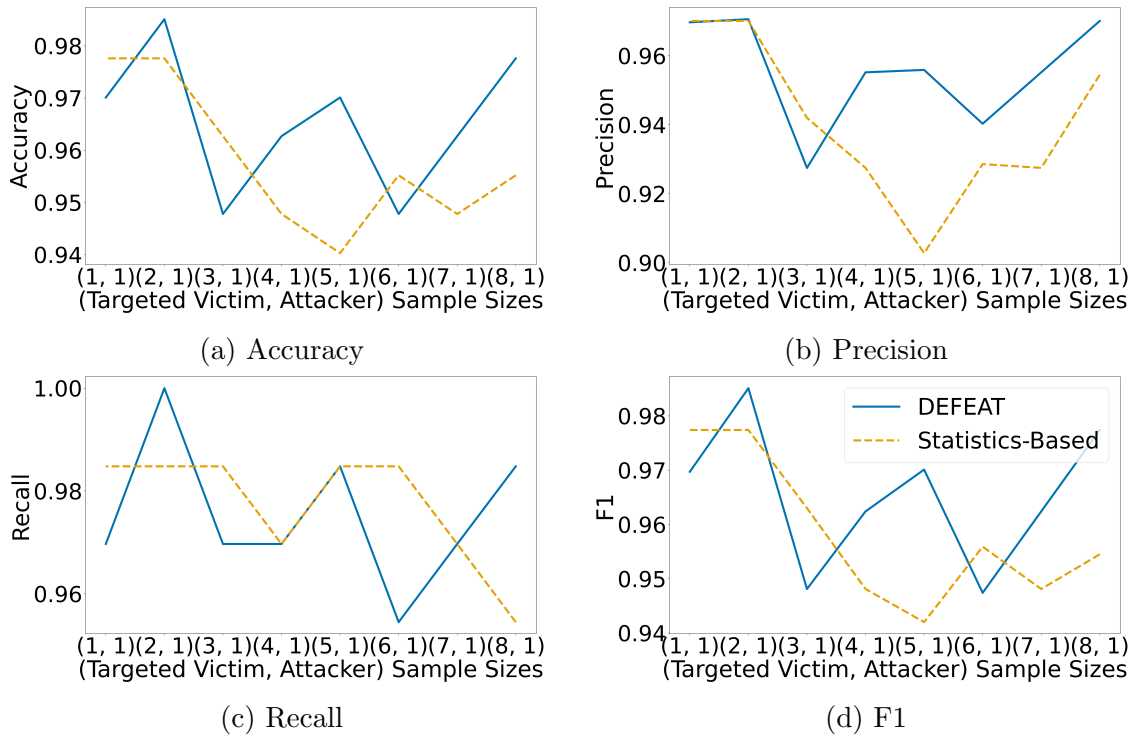 Accuracy
0.98
0.97
0.96
0.95
0.94
(1, 1)(2, 1)(3, 1)(4, 1)(5, 1)(6, 1)(7, 1)(8, 1)
(Targeted Victim, Attacker) Sample Sizes
(a) Accuracy
Precision
0.96
0.94
0.92
0.90
(1, 1)(2, 1)(3, 1)(4, 1)(5, 1)(6, 1)(7, 1)(8, 1)
(Targeted Victim, Attacker) Sample Sizes
(b) Precision
Recall
1.00
0.98
0.96
(1, 1)(2, 1)(3, 1)(4, 1)(5, 1)(6, 1)(7, 1)(8, 1)
(Targeted Victim, Attacker) Sample Sizes
(c) Recall
F1
0.98
0.97
0.96
0.95
0.94
DEFEAT
Statistics-Based
(1, 1)(2, 1)(3, 1)(4, 1)(5, 1)(6, 1)(7, 1)(8, 1)
(Targeted Victim, Attacker) Sample Sizes
(d) F1